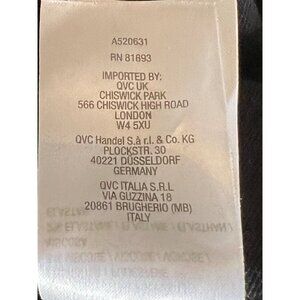 A520631
RN 81693
IMPORTED BY:
QVC UK
CHISWICK PARK
566 CHISWICK HIGH ROAD
LONDON
W4 5XU
QVC Handel S.à r.l. & Co. KG
PLOCKSTR. 30
40221 DÜSSELDORF
GERMANY
QVC ITALIA S.R.L
VIA GUZZINA 18
20861 BRUGHERIO (MB)
ITALY